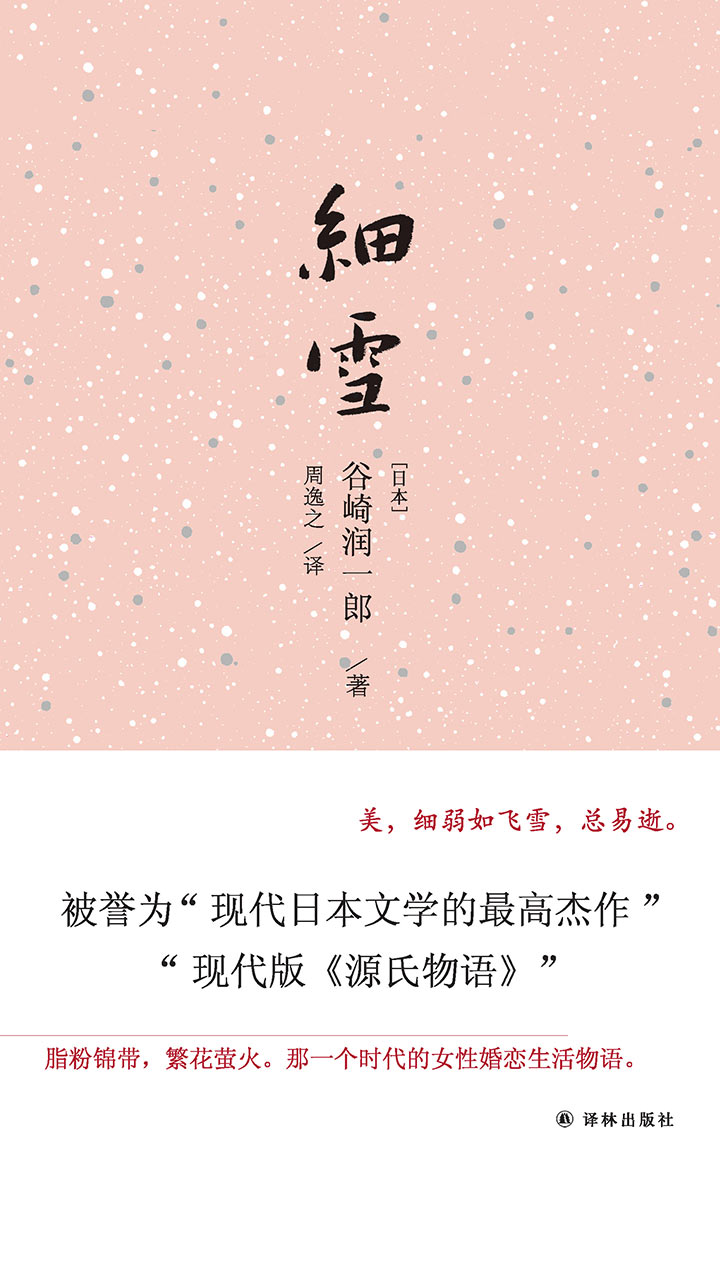 細雪
[日本]
谷崎润一郎／著
周逸之／译
美，细弱如飞雪，总易逝。
被誉为“现代日本文学的最高杰作”
“现代版《源氏物语》”
脂粉锦带，繁花萤火。那一个时代的女性婚恋生活物语。
译林出版社